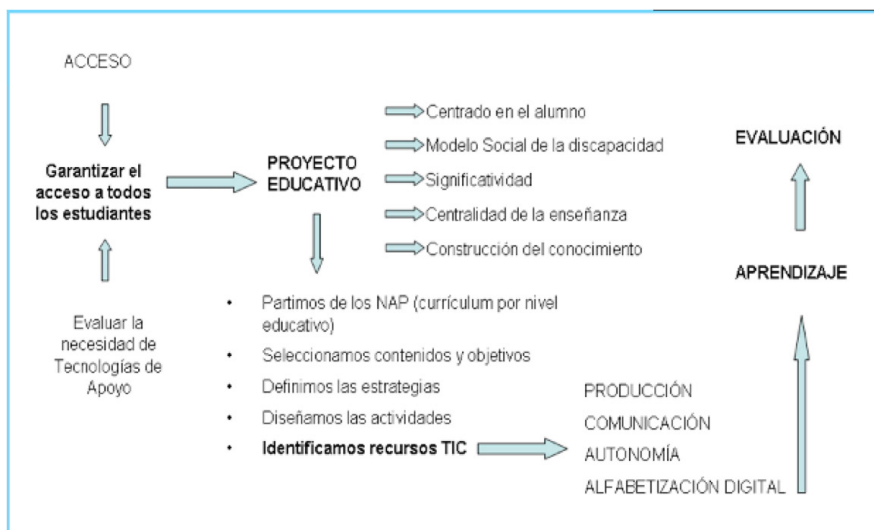 ACCESO
Garantizar el
acceso a todos
los estudiantes
Evaluar la
necesidad de
Tecnologías de
Apoyo
PROYECTO
EDUCATIVO
Centrado en el alumno
Modelo Social de la discapacidad
Significatividad
Centralidad de la enseñanza
Construcción del conocimiento
• Partimos de los NAP (currículum por nivel
educativo)
• Seleccionamos contenidos y objetivos
• Definimos las estrategias
• Diseñamos las actividades
• Identificamos recursos TIC
PRODUCCIÓN
COMUNICACIÓN
AUTONOMÍA
ALFABETIZACIÓN DIGITAL
APRENDIZAJE
EVALUACIÓN